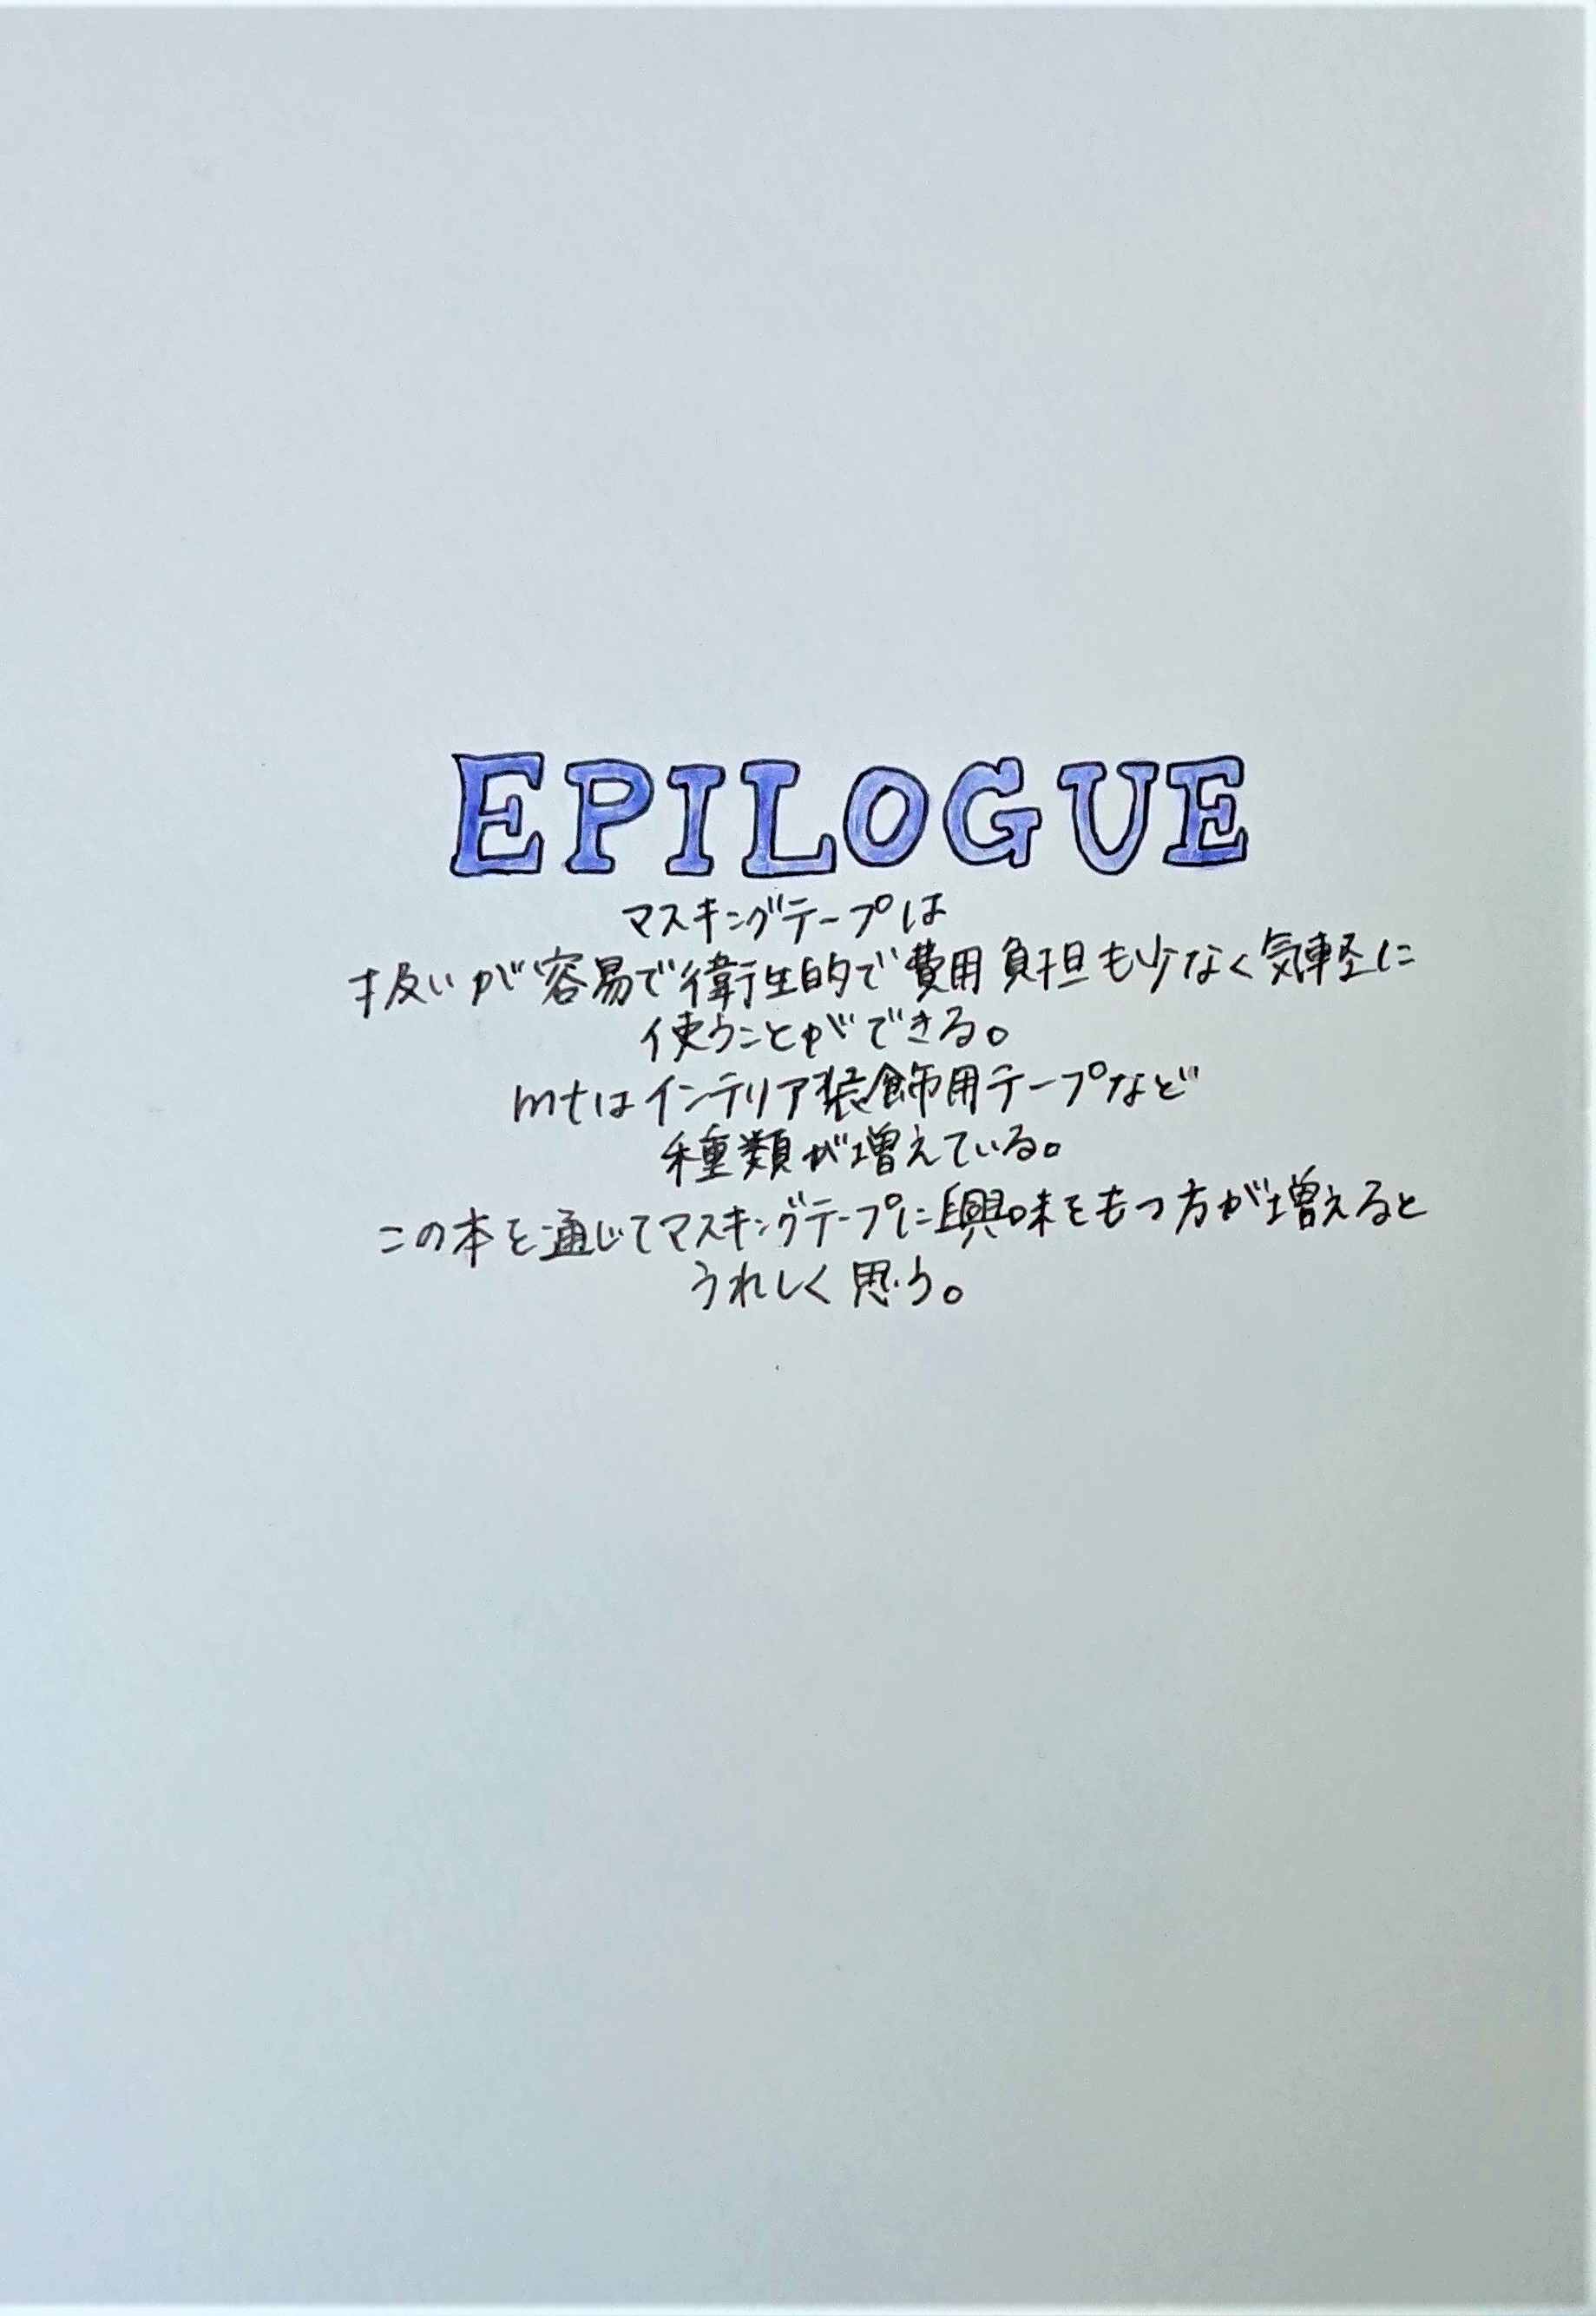 EPILOGUE
マスキングテープは
扱いが容易で衛生的で費用負担も少なく気軽に
使うことができる。
mtはインテリア装飾用テープなど
種類が増えている。
この本を通じてマスキングテープに興味をもつ方が増えると
うれしく思う。